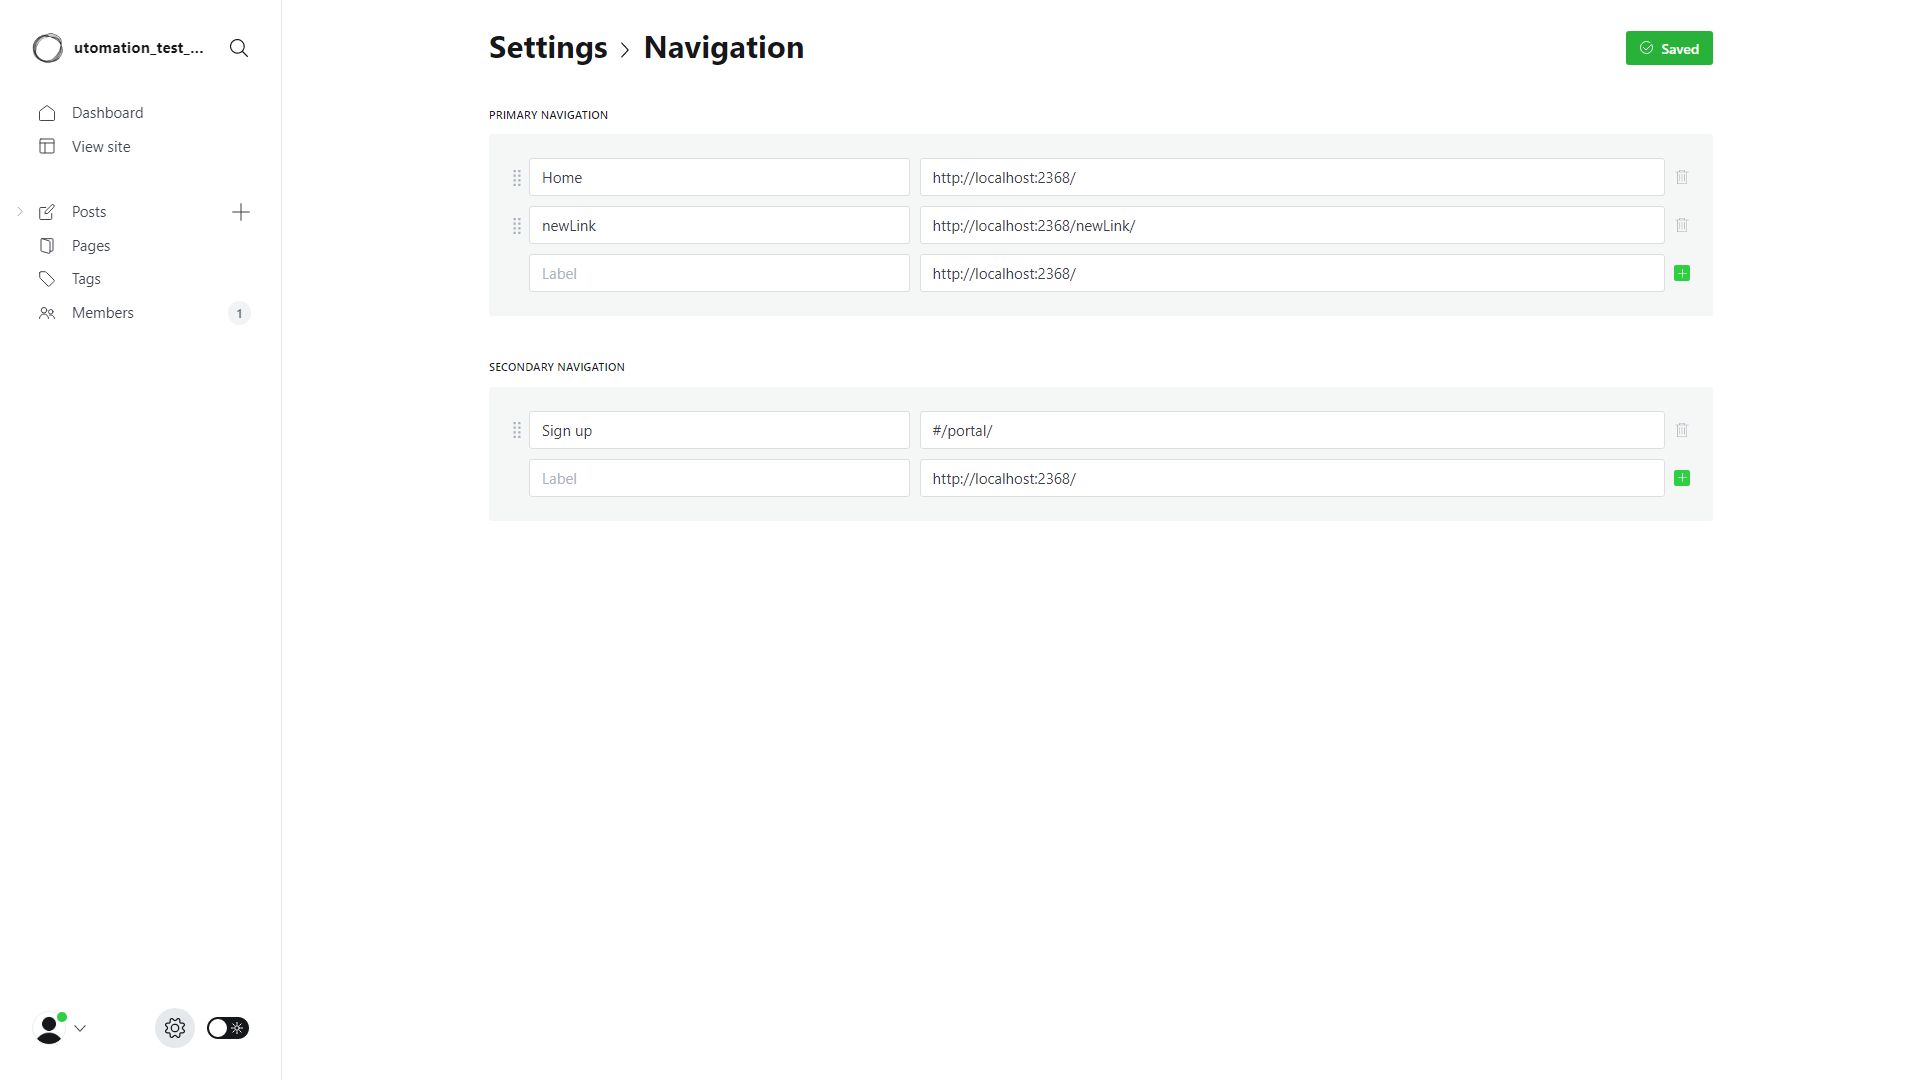 utomation_test_...
Dashboard
View site
Posts
Pages
Tags
Members 1
Settings › Navigation
Saved
PRIMARY NAVIGATION
Home http://localhost:2368/
newLink http://localhost:2368/newLink/
Label http://localhost:2368/
SECONDARY NAVIGATION
Sign up #/portal/
Label http://localhost:2368/